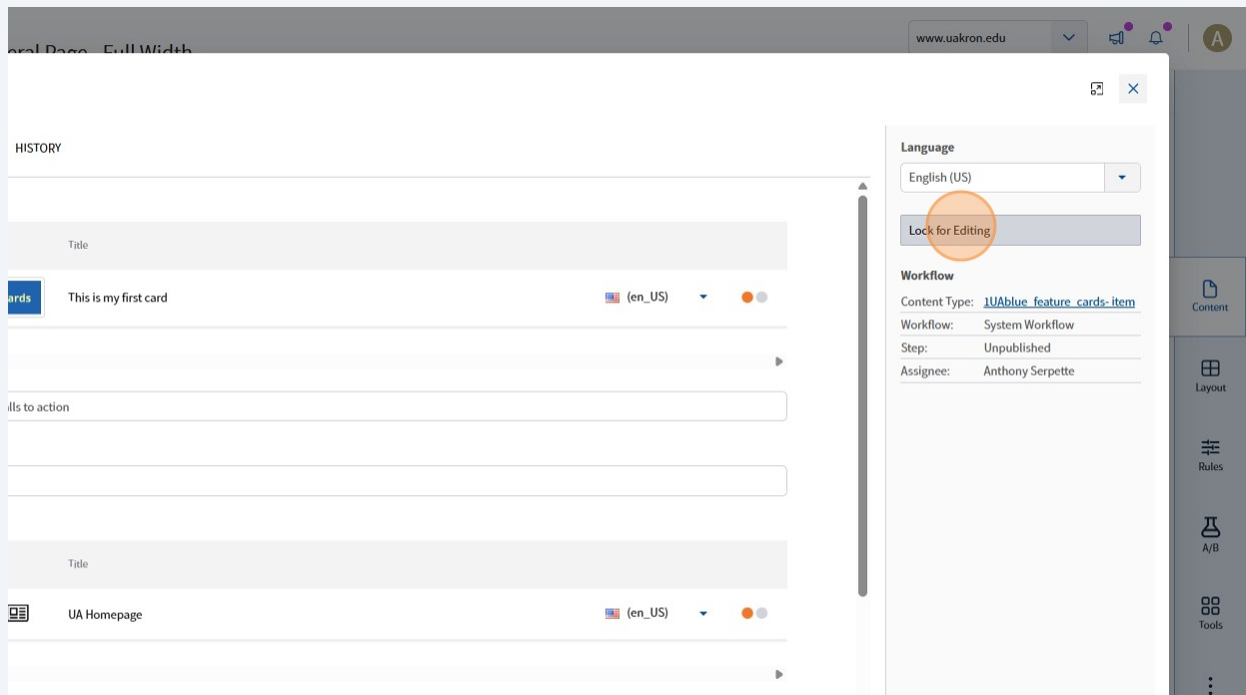 eral Page - Full Width
www.uakron.edu
A
HISTORY
Language
English (US)
Lock for Editing
Title
ards
This is my first card
(en_US)
Workflow
Content Type: 1UAblue_feature_cards-item
Workflow: System Workflow
Step: Unpublished
Assignee: Anthony Serpette
lls to action
Title
UA Homepage
(en_US)
Content
Layout
Rules
A/B
Tools